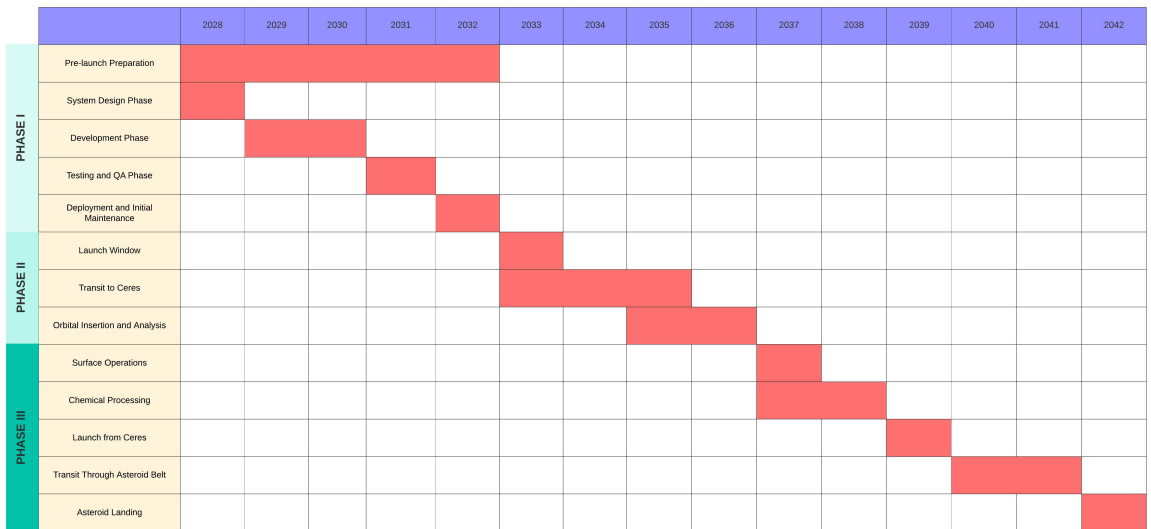 2028 2029 2030 2031 2032 2033 2034 2035 2036 2037 2038 2039 2040 2041 2042
PHASE I
Pre-launch Preparation
System Design Phase
Development Phase
Testing and QA Phase
Deployment and Initial
Maintenance
PHASE II
Launch Window
Transit to Ceres
Orbital Insertion and Analysis
PHASE III
Surface Operations
Chemical Processing
Launch from Ceres
Transit Through Asteroid Belt
Asteroid Landing